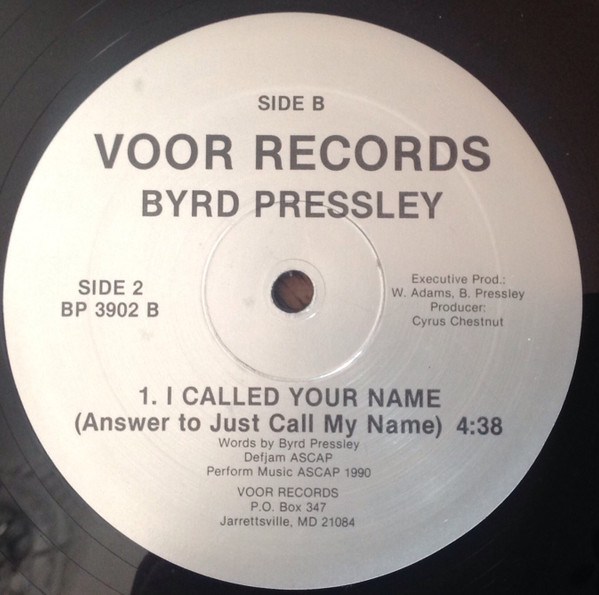 SIDE B
VOOR RECORDS
BYRD PRESSLEY
SIDE 2
BP 3902 B
Executive Prod.:
W. Adams, B. Pressley
Producer:
Cyrus Chestnut
1. I CALLED YOUR NAME
(Answer to Just Call My Name) 4:38
Words by Byrd Pressley
Defjam ASCAP
Perform Music ASCAP 1990
VOOR RECORDS
P.O. Box 347
Jarrettsville, MD 21084